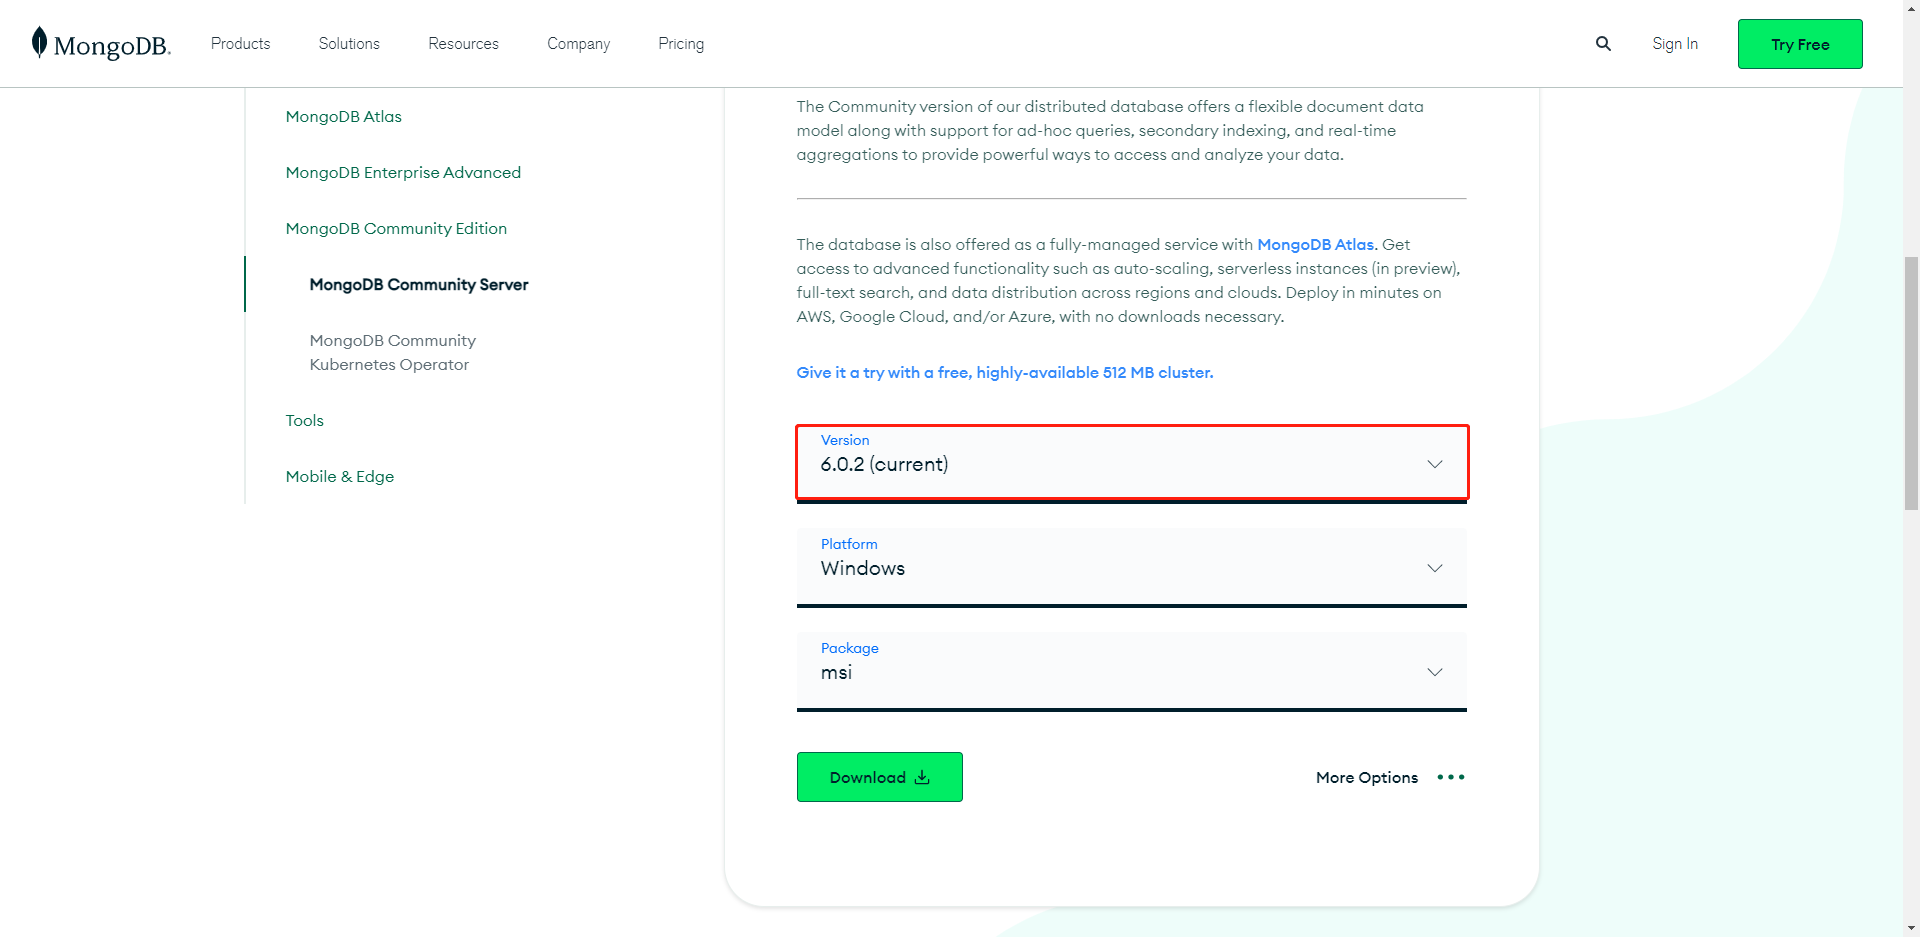 MongoDB.
Products
Solutions
Resources
Company
Pricing
Sign In
Try Free
MongoDB Atlas
MongoDB Enterprise Advanced
MongoDB Community Edition
MongoDB Community Server
MongoDB Community
Kubernetes Operator
Tools
Mobile & Edge
The Community version of our distributed database offers a flexible document data
model along with support for ad-hoc queries, secondary indexing, and real-time
aggregations to provide powerful ways to access and analyze your data.
The database is also offered as a fully-managed service with MongoDB Atlas. Get
access to advanced functionality such as auto-scaling, serverless instances (in preview),
full-text search, and data distribution across regions and clouds. Deploy in minutes on
AWS, Google Cloud, and/or Azure, with no downloads necessary.
Give it a try with a free, highly-available 512 MB cluster.
Version
6.0.2 (current)
Platform
Windows
Package
msi
Download
More Options